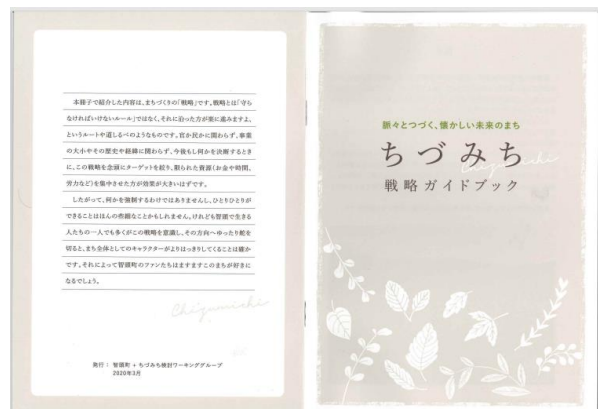 本冊子で紹介した内容は、まちづくりの「戦略」です。戦略とは「守ら
なければいけないルール」ではなく、それに沿った方が楽に進みますよ、
というルートや道しるべのようなものです。官か民かに関わらず、事業
の大小やその歴史や経緯に関わらず、今後もし何かを決断するとき
に、この戦略を念頭にターゲットを絞り、限られた資源（お金や時間、
労力など）を集中させた方が効果が大きいはずです。
したがって、何かを強制するわけではありませんし、ひとりひとりが
できることはほんの些細なことかもしれません。けれども智頭で生きる
人たちの一人でも多くがこの戦略を意識し、その方向へゆったり舵を
切ると、まち全体としてのキャラクターがよりはっきりしてくることは確か
です。それによって智頭町のファンたちはますますこのまちが好きに
なるでしょう。
Chizumichi
発行： 智頭町 + ちづみち検討ワーキンググループ
2020年3月
脈々とつづく、懐かしい未来のまち
ちづみち
Chizumichi
戦略ガイドブック